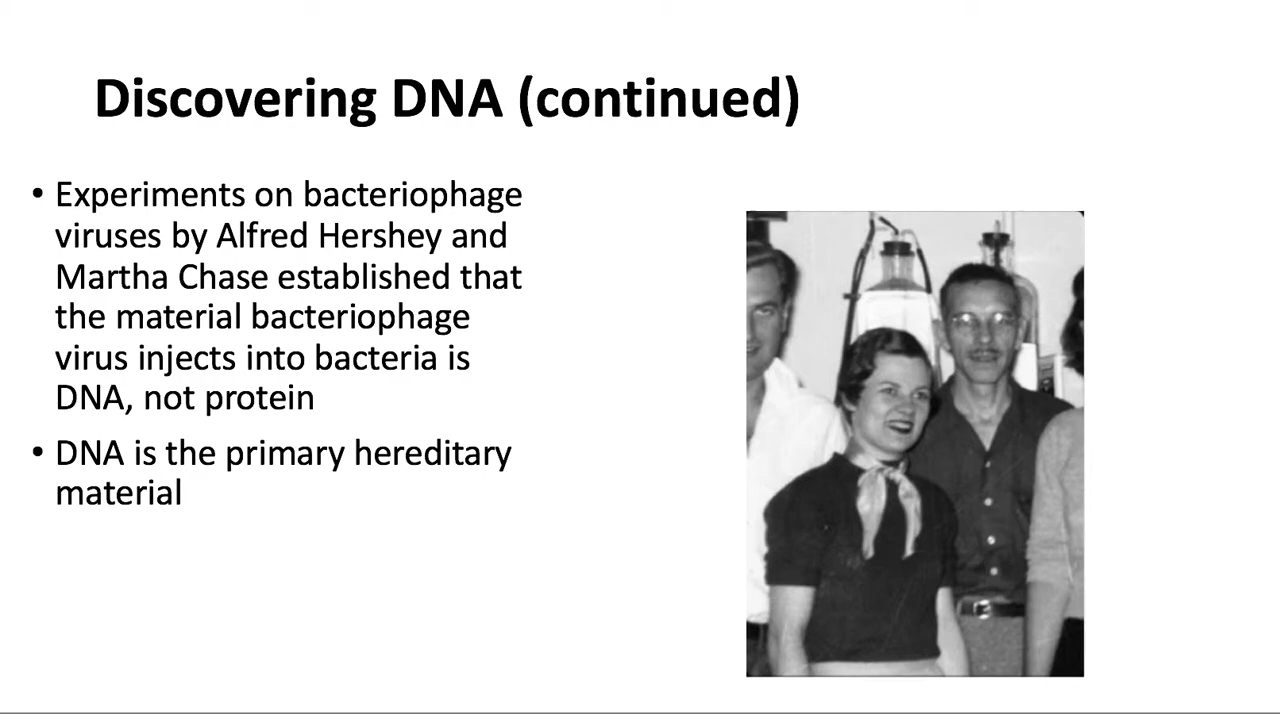 Discovering DNA (continued)
• Experiments on bacteriophage
viruses by Alfred Hershey and
Martha Chase established that
the material bacteriophage
virus injects into bacteria is
DNA, not protein
• DNA is the primary hereditary
material